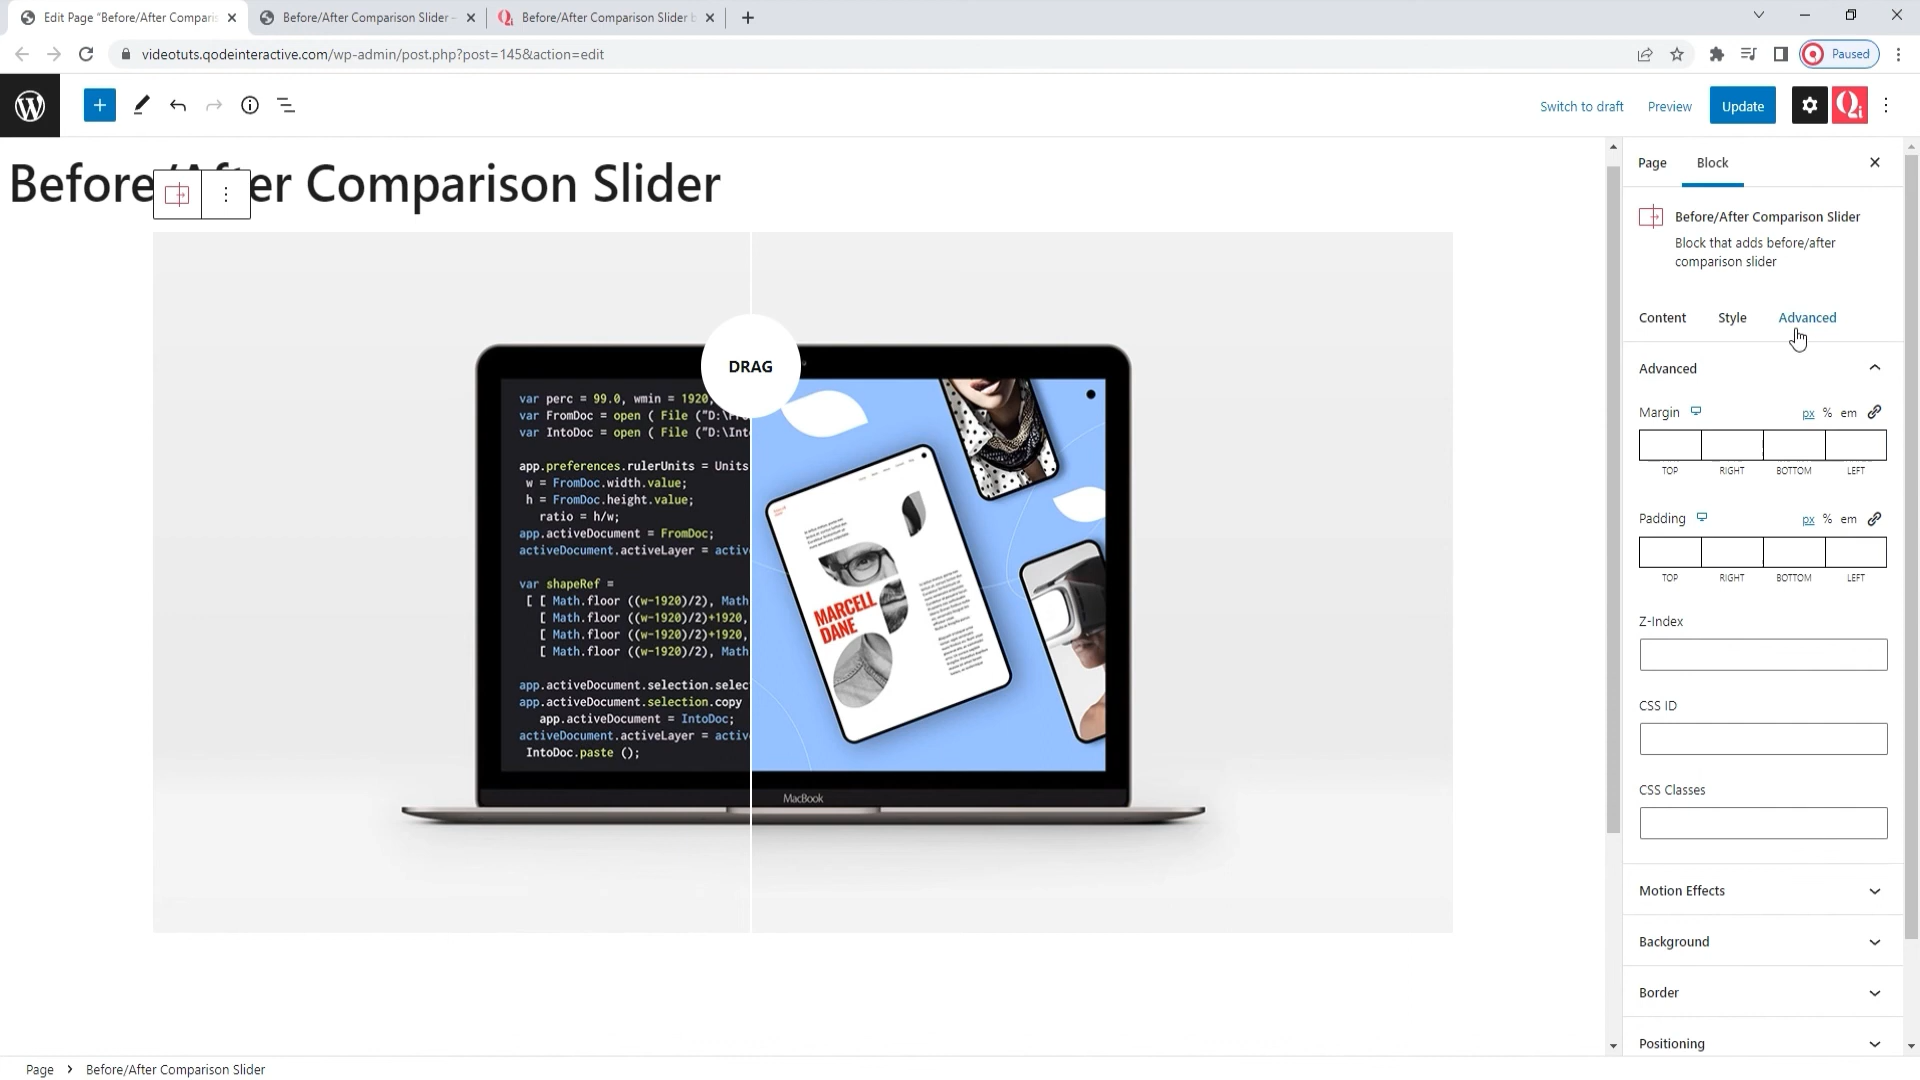 Edit Page "Before/After Comparis
Before/After Comparison Slider –
Before/After Comparison Slider b
videotuts.qodeinteractive.com/wp-admin/post.php?post=145&action=edit
Paused
Switch to draft
Preview
Update
Before/After Comparison Slider
DRAG
var perc = 99.0, wmin = 1920,
var FromDoc = open ( File ("D:\
var IntoDoc = open ( File ("D:\Int
app.preferences.rulerUnits = Units
w = FromDoc.width.value;
h = FromDoc.height.value;
ratio = h/w;
app.activeDocument = FromDoc;
activeDocument.activeLayer = activ
var shapeRef =
[ [ Math.floor ((w-1920)/2), Math
[ Math.floor ((w-1920)/2)+1920,
[ Math.floor ((w-1920)/2)+1920,
[ Math.floor ((w-1920)/2), Math
app.activeDocument.selection.selec
app.activeDocument.selection.copy
app.activeDocument = IntoDoc;
activeDocument.activeLayer = activ
IntoDoc.paste ();
MARCELL
DANE
MacBook
Page
Block
Before/After Comparison Slider
Block that adds before/after
comparison slider
Content
Style
Advanced
Advanced
Margin
px % em
TOP RIGHT BOTTOM LEFT
Padding
px % em
TOP RIGHT BOTTOM LEFT
Z-Index
CSS ID
CSS Classes
Motion Effects
Background
Border
Positioning
Page
Before/After Comparison Slider